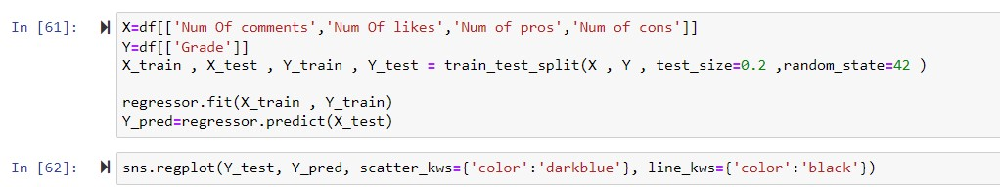 In [61]: X=df[['Num Of comments','Num Of likes','Num of pros','Num of cons']]
Y=df[['Grade']]
X_train , X_test , Y_train , Y_test = train_test_split(X , Y , test_size=0.2 ,random_state=42 )
regressor.fit(X_train , Y_train)
Y_pred=regressor.predict(X_test)
In [62]: sns.regplot(Y_test, Y_pred, scatter_kws={'color':'darkblue'}, line_kws={'color':'black'})